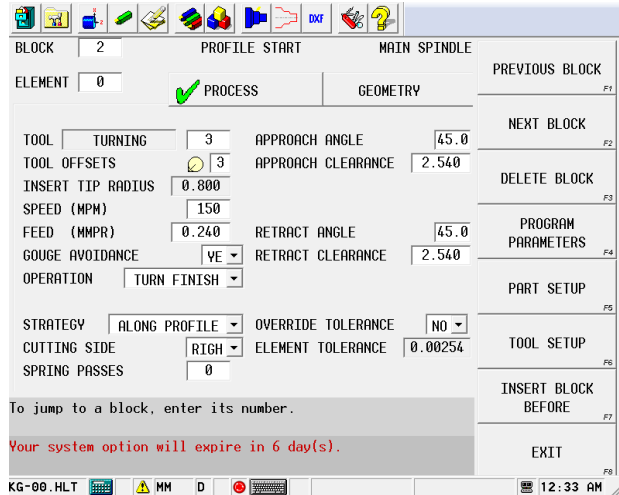 DXF
BLOCK 2 PROFILE START MAIN SPINDLE
ELEMENT 0
PROCESS GEOMETRY
TOOL TURNING 3 APPROACH ANGLE 45.0
TOOL OFFSETS 3 APPROACH CLEARANCE 2.540
INSERT TIP RADIUS 0.800
SPEED (MPM) 150
FEED (MMPR) 0.240 RETRACT ANGLE 45.0
GOUGE AVOIDANCE YE RETRACT CLEARANCE 2.540
OPERATION TURN FINISH
STRATEGY ALONG PROFILE OVERRIDE TOLERANCE NO
CUTTING SIDE RIGH ELEMENT TOLERANCE 0.00254
SPRING PASSES 0
To jump to a block, enter its number.
Your system option will expire in 6 day(s).
PREVIOUS BLOCK
F1
NEXT BLOCK
F2
DELETE BLOCK
F3
PROGRAM
PARAMETERS
F4
PART SETUP
F5
TOOL SETUP
F6
INSERT BLOCK
BEFORE
F7
EXIT
F8
KG-00.HLT MM D 12:33 AM